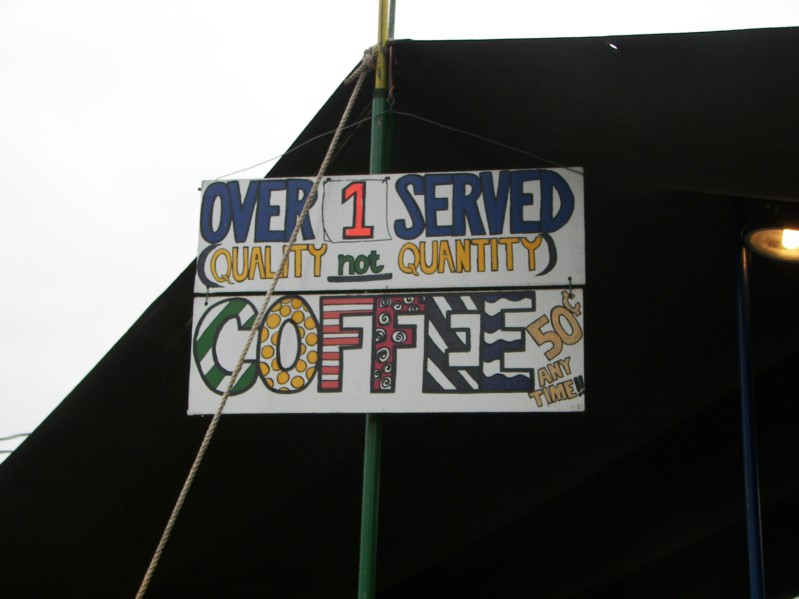 OVER 1 SERVED
(QUALITY not QUANTITY)
COFFEE 50¢
ANY
TIME!!